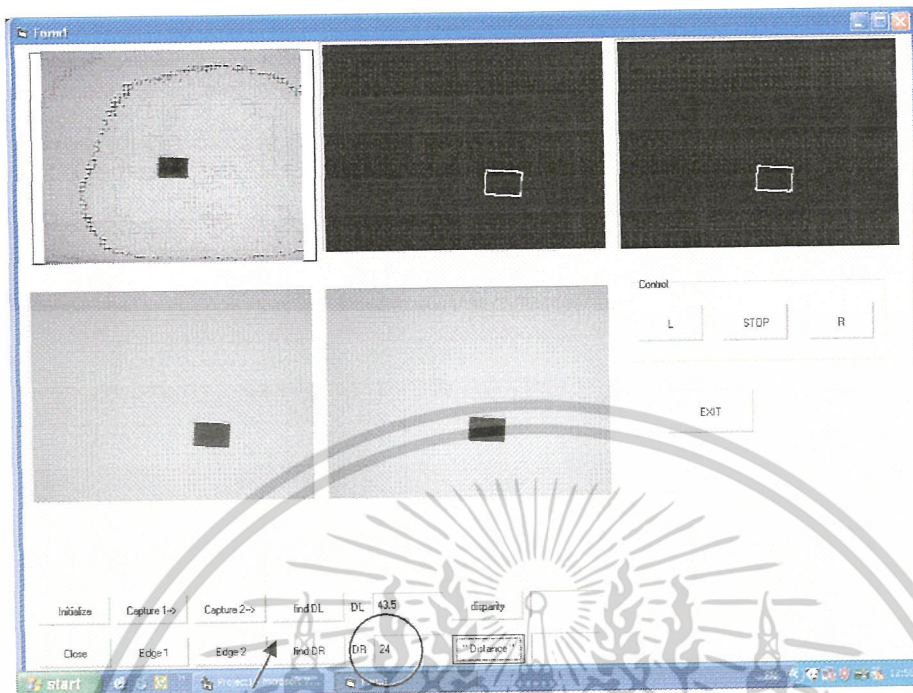 Form1
Control
L STOP R
EXIT
Initialize Capture 1-> Capture 2-> find DL DL 43.5 disparity
Close Edge 1 Edge 2 find DR DR 24 "Distance"
start Form1